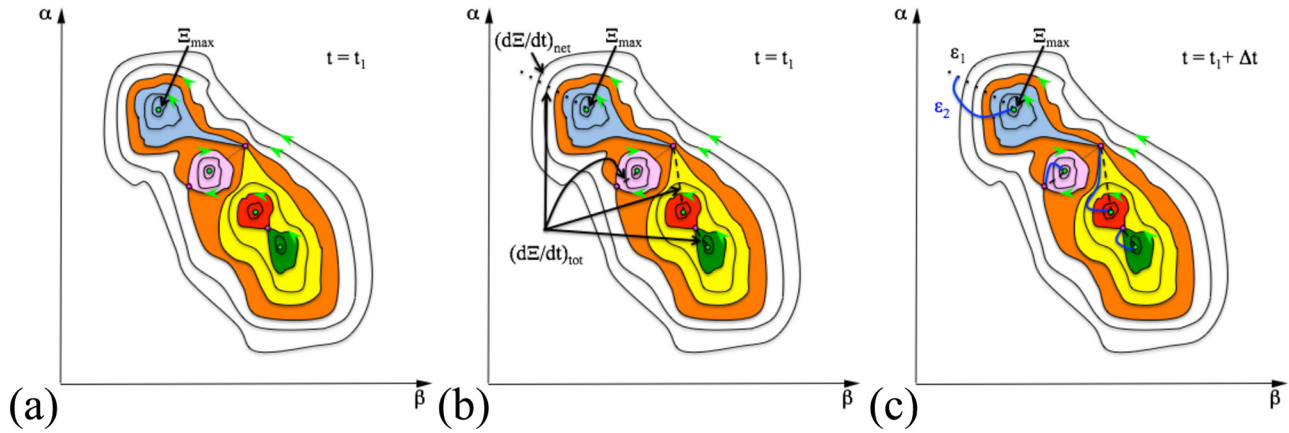 α
Ξmax
t = t1
β
(a)
α
(dΞ/dt)net
Ξmax
t = t1
(dΞ/dt)tot
β
(b)
α
ε1
Ξmax
t = t1 + Δt
ε2
β
(c)